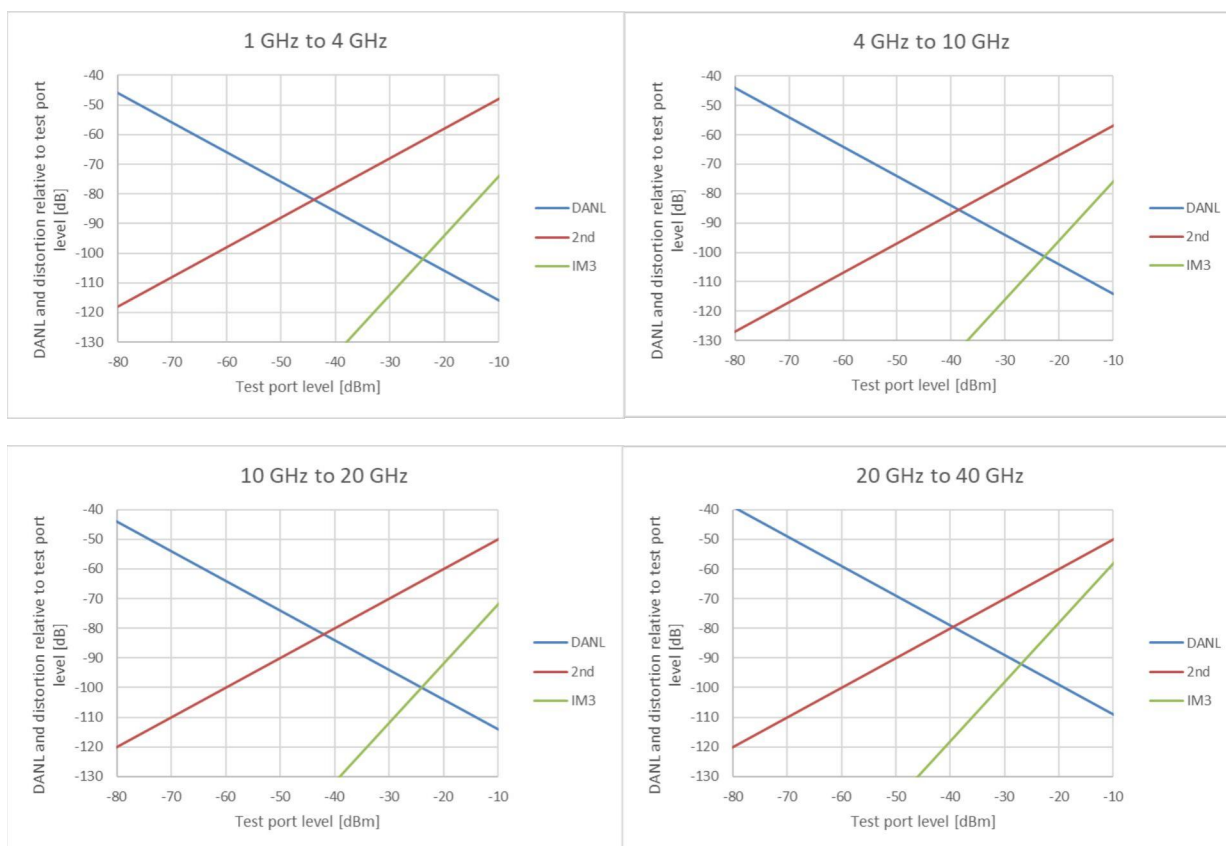 1 GHz to 4 GHz
DANL and distortion relative to test port
level [dB]
-40
-50
-60
-70
-80
-90
-100
-110
-120
-130
-80 -70 -60 -50 -40 -30 -20 -10
Test port level [dBm]
DANL
2nd
IM3
4 GHz to 10 GHz
DANL and distortion relative to test port
level [dB]
-40
-50
-60
-70
-80
-90
-100
-110
-120
-130
-80 -70 -60 -50 -40 -30 -20 -10
Test port level [dBm]
DANL
2nd
IM3
10 GHz to 20 GHz
DANL and distortion relative to test port
level [dB]
-40
-50
-60
-70
-80
-90
-100
-110
-120
-130
-80 -70 -60 -50 -40 -30 -20 -10
Test port level [dBm]
DANL
2nd
IM3
20 GHz to 40 GHz
DANL and distortion relative to test port
level [dB]
-40
-50
-60
-70
-80
-90
-100
-110
-120
-130
-80 -70 -60 -50 -40 -30 -20 -10
Test port level [dBm]
DANL
2nd
IM3